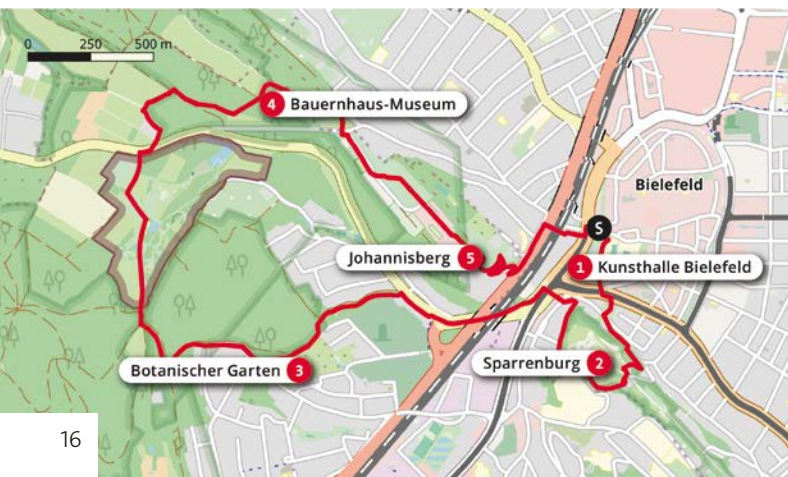 0 250 500 m
4 Bauernhaus-Museum
Bielefeld
S
Johannisberg 5
1 Kunsthalle Bielefeld
Botanischer Garten 3
Sparrenburg 2
16